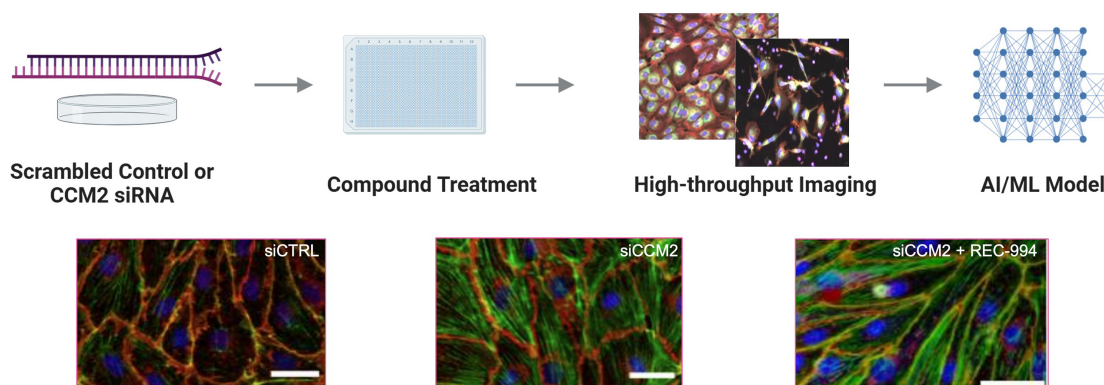 Scrambled Control or
CCM2 siRNA
Compound Treatment
High-throughput Imaging
AI/ML Model
siCTRL
siCCM2
siCCM2 + REC-994